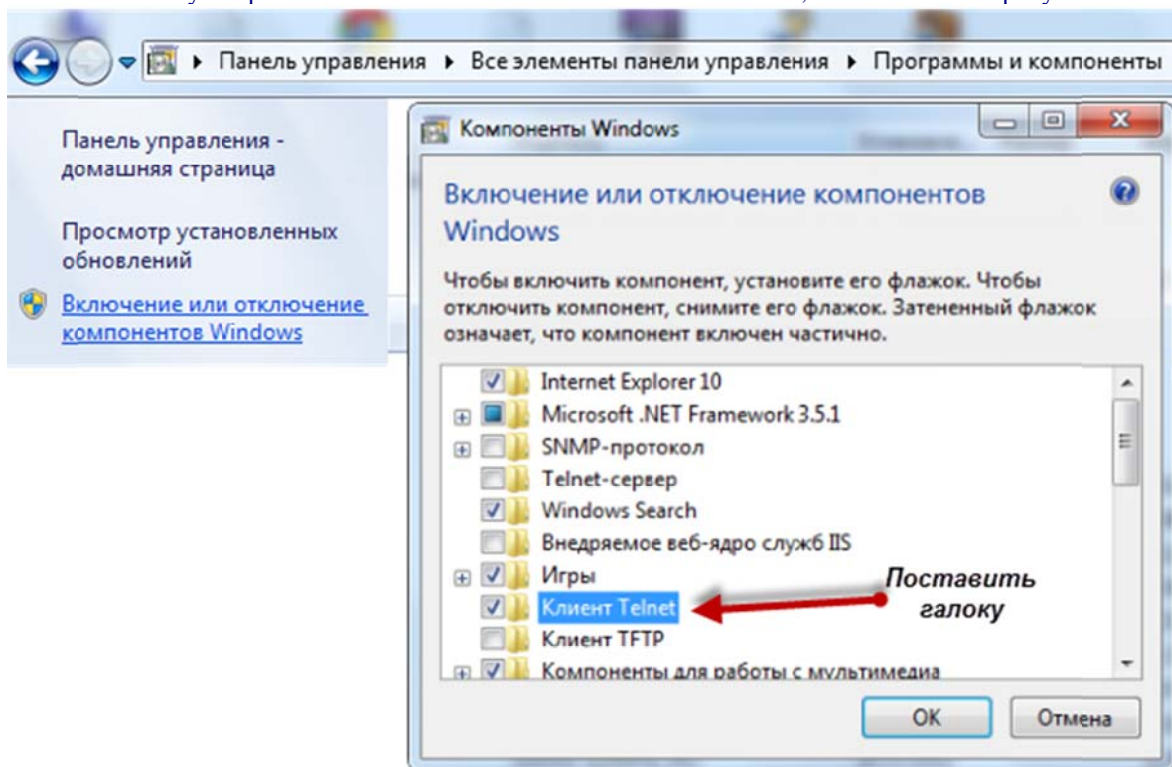 Панель управления ▸ Все элементы панели управления ▸ Программы и компоненты
Панель управления -
домашняя страница
Просмотр установленных
обновлений
Включение или отключение
компонентов Windows
Компоненты Windows
Включение или отключение компонентов
Windows
Чтобы включить компонент, установите его флажок. Чтобы
отключить компонент, снимите его флажок. Затененный флажок
означает, что компонент включен частично.
Internet Explorer 10
Microsoft .NET Framework 3.5.1
SNMP-протокол
Telnet-сервер
Windows Search
Внедряемое веб-ядро служб IIS
Игры
Клиент Telnet
Клиент TFTP
Компоненты для работы с мультимедиа
Поставить
галоку
ОК
Отмена